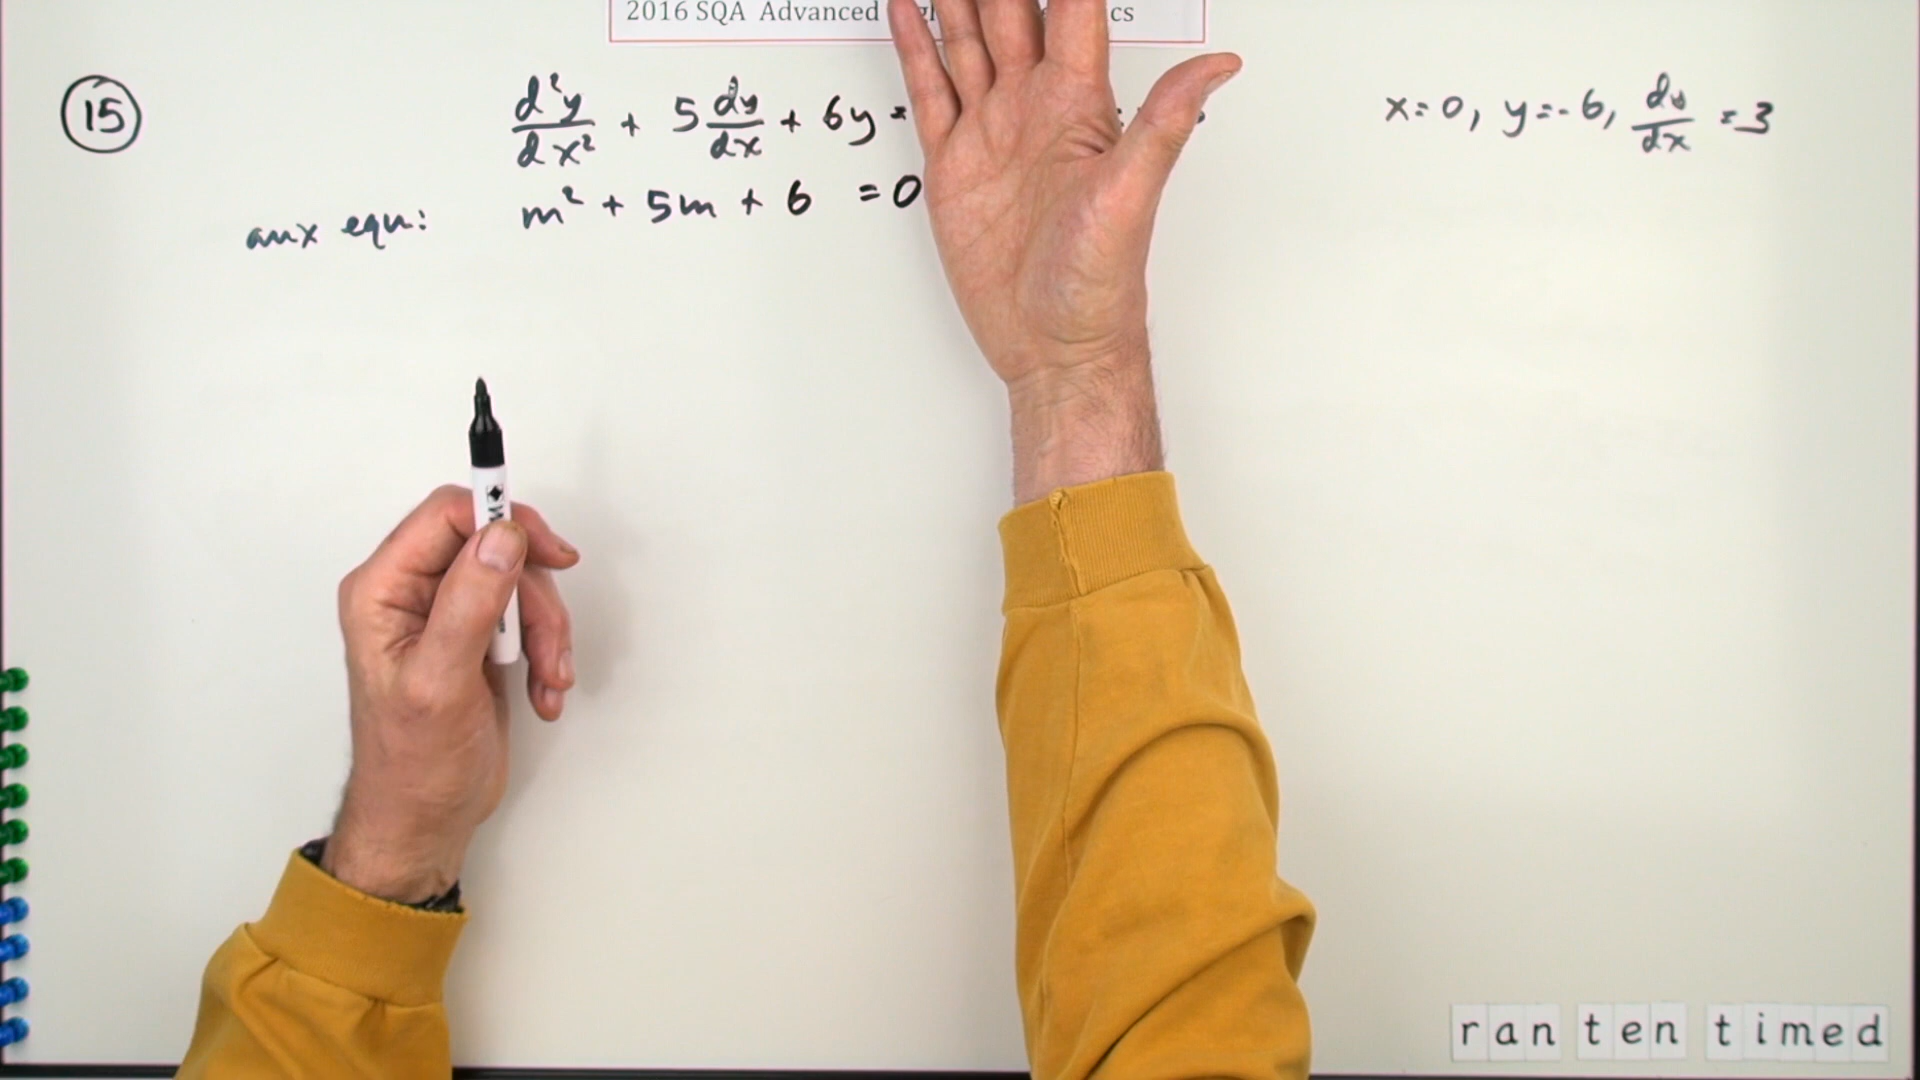 2016 SQA Advanced
15
d²y/dx² + 5 dy/dx + 6y =
x=0, y=-6, dy/dx =3
aux equ: m² + 5m + 6 =0
ran ten timed